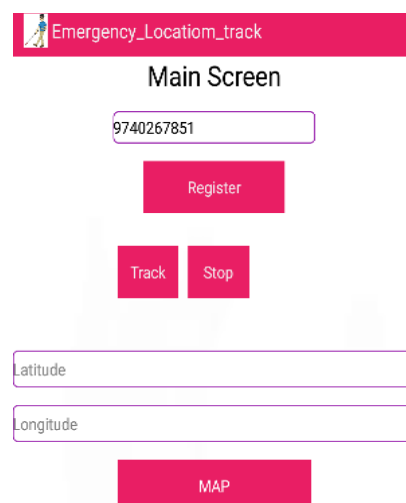 Emergency_Locatiom_track
Main Screen
9740267851
Register
Track Stop
Latitude
Longitude
MAP